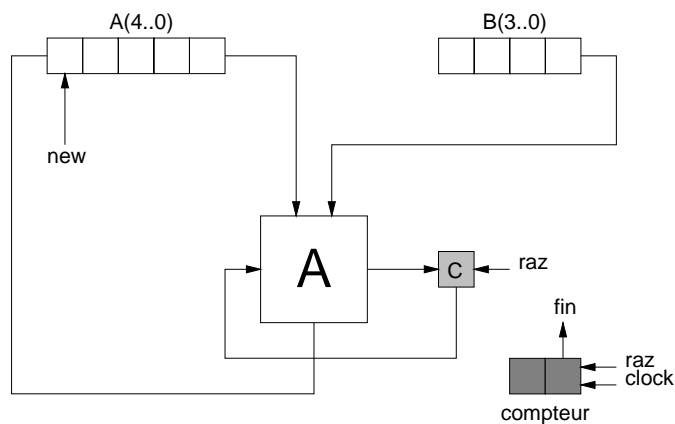 A(4..0)
B(3..0)
new
A
C
raz
fin
raz
clock
compteur